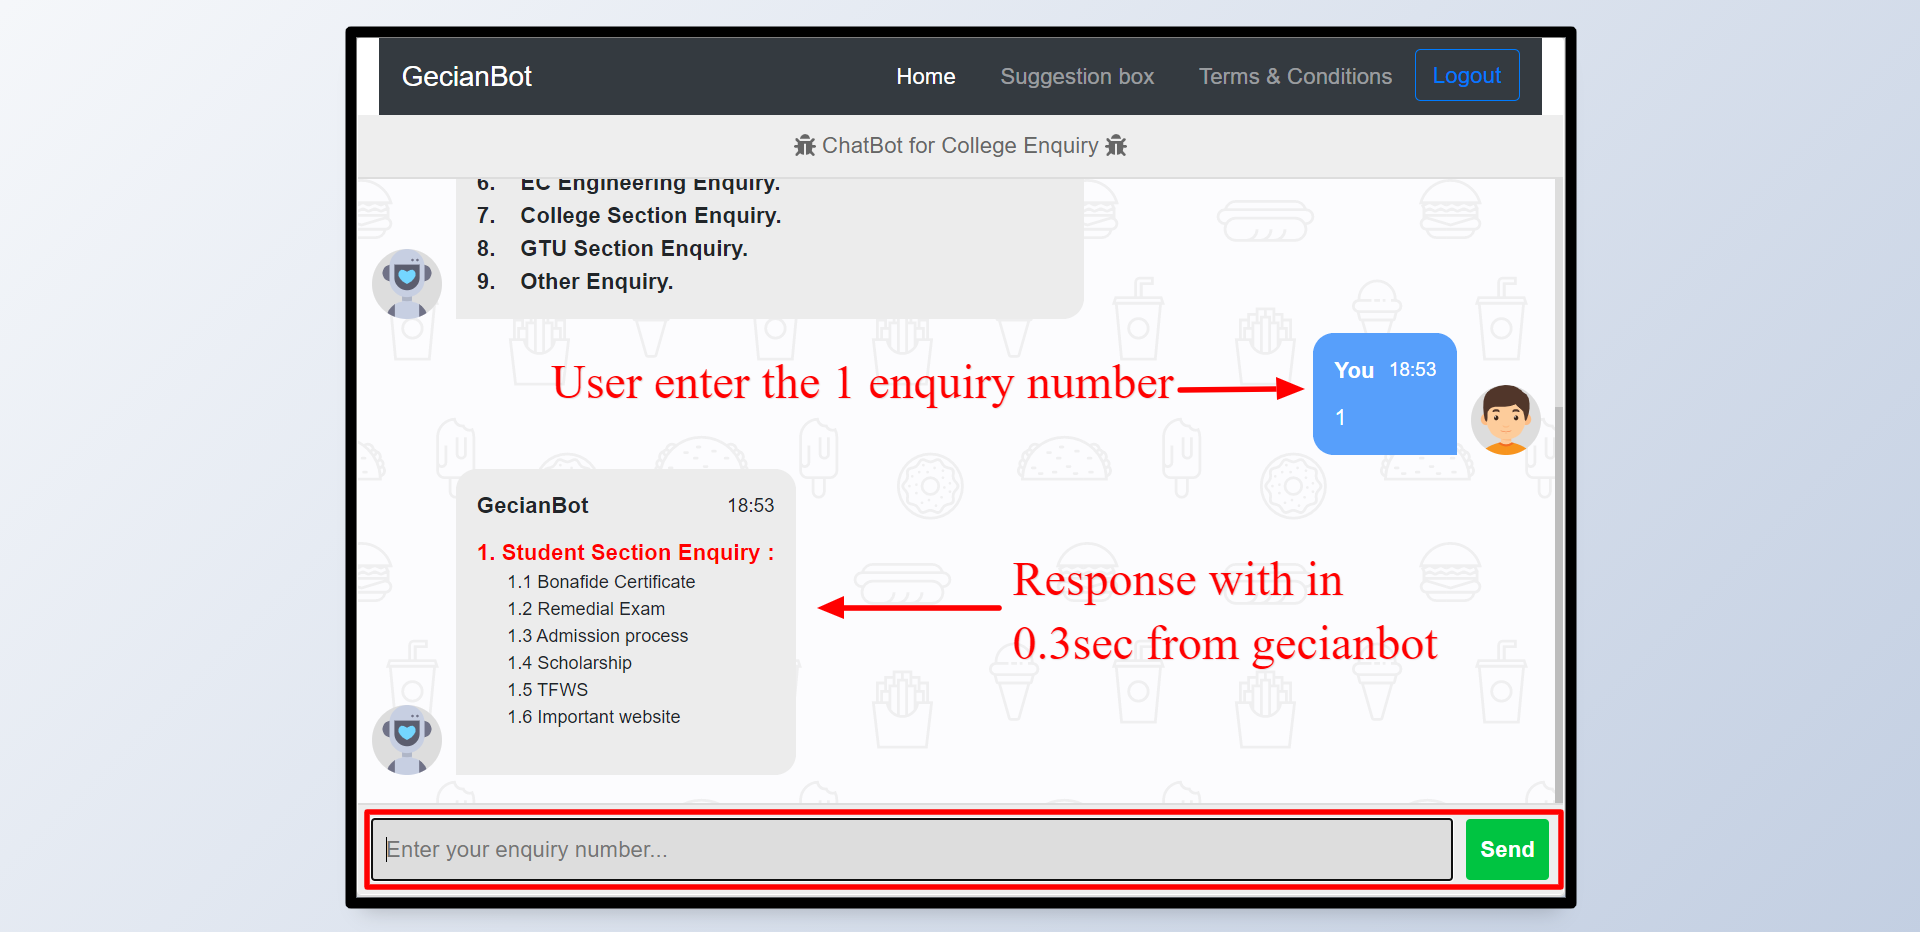 GecianBot
Home Suggestion box Terms & Conditions Logout
ChatBot for College Enquiry
6. EC Engineering Enquiry.
7. College Section Enquiry.
8. GTU Section Enquiry.
9. Other Enquiry.
You 18:53
1
User enter the 1 enquiry number
GecianBot 18:53
1. Student Section Enquiry :
1.1 Bonafide Certificate
1.2 Remedial Exam
1.3 Admission process
1.4 Scholarship
1.5 TFWS
1.6 Important website
Response with in
0.3sec from gecianbot
Enter your enquiry number...
Send